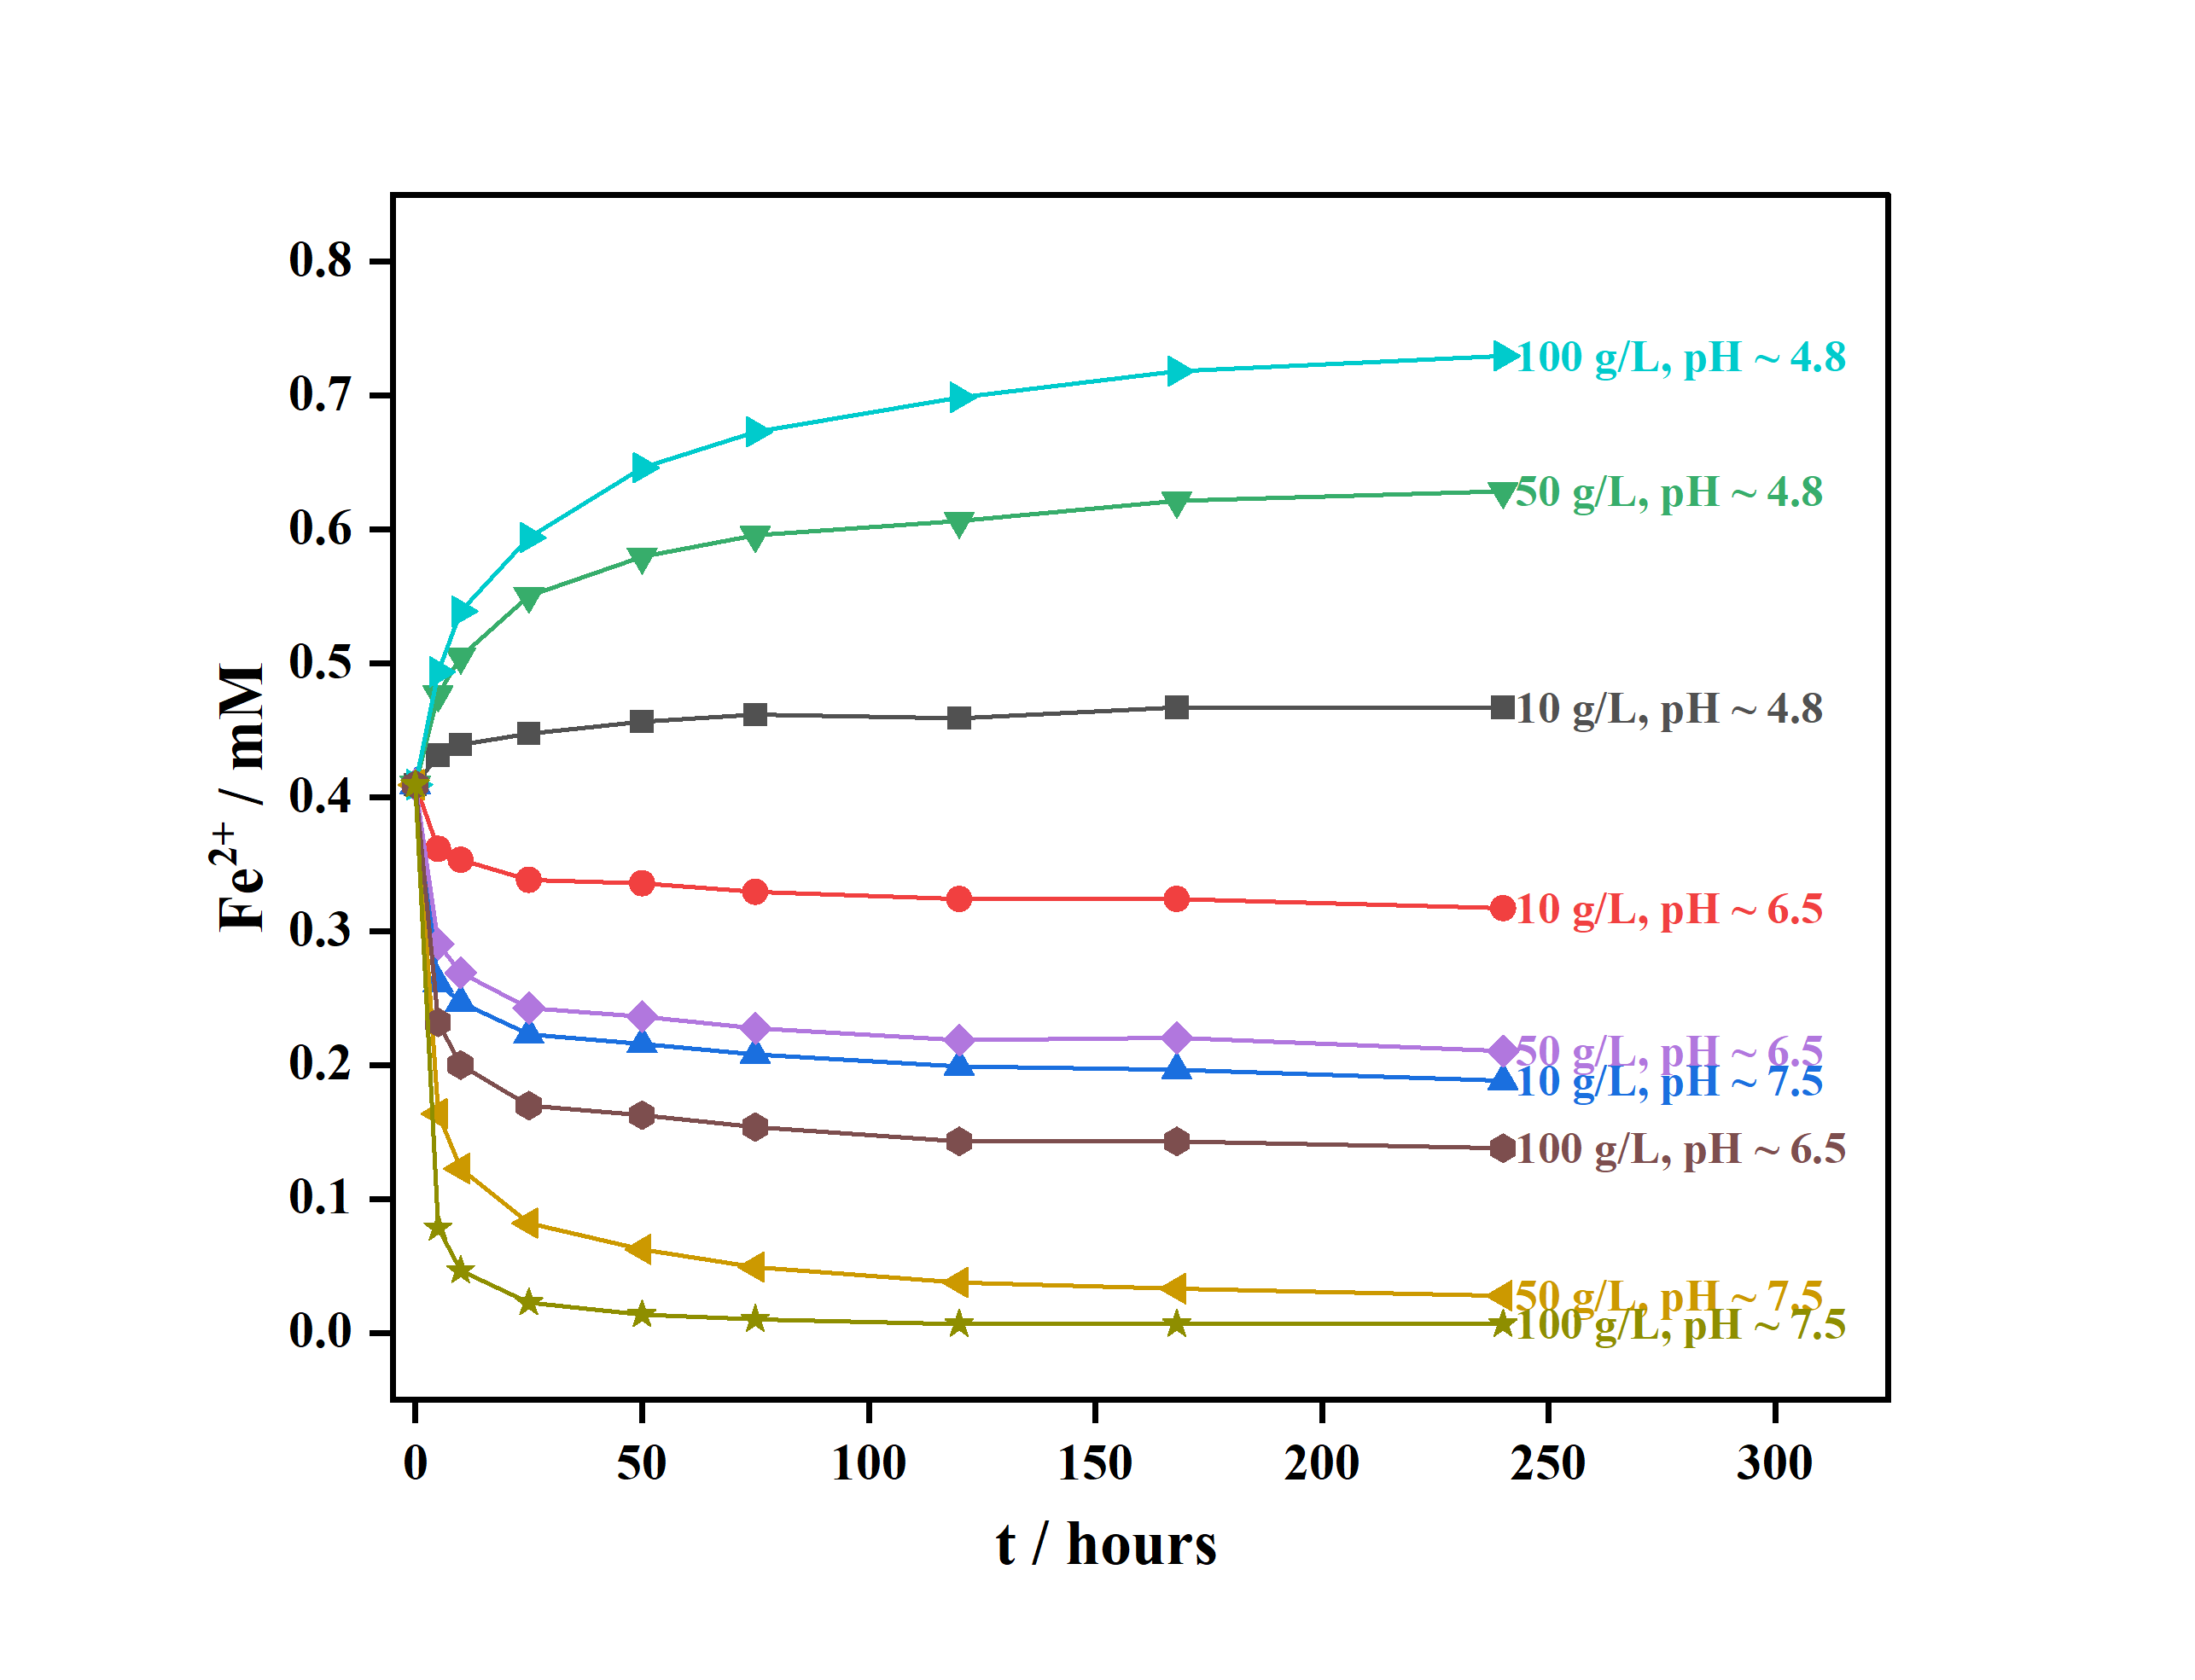 0.8
0.7
0.6
0.5
0.4
0.3
0.2
0.1
0.0
Fe2+ / mM
100 g/L, pH ~ 4.8
50 g/L, pH ~ 4.8
10 g/L, pH ~ 4.8
10 g/L, pH ~ 6.5
50 g/L, pH ~ 6.5
10 g/L, pH ~ 7.5
100 g/L, pH ~ 6.5
50 g/L, pH ~ 7.5
100 g/L, pH ~ 7.5
0 50 100 150 200 250 300
t / hours